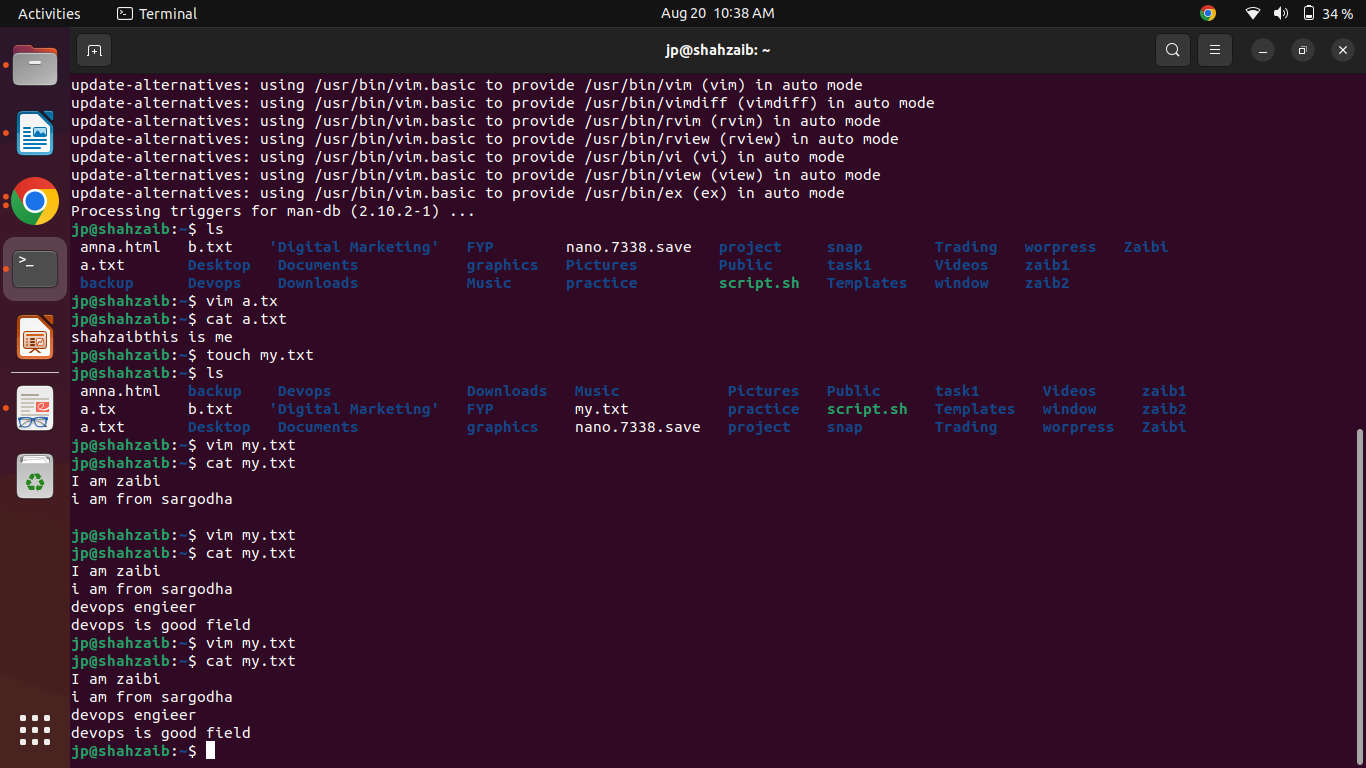 Activities Terminal Aug 20 10:38 AM 34 %
jp@shahzaib: ~
update-alternatives: using /usr/bin/vim.basic to provide /usr/bin/vim (vim) in auto mode
update-alternatives: using /usr/bin/vim.basic to provide /usr/bin/vimdiff (vimdiff) in auto mode
update-alternatives: using /usr/bin/vim.basic to provide /usr/bin/rvim (rvim) in auto mode
update-alternatives: using /usr/bin/vim.basic to provide /usr/bin/rview (rview) in auto mode
update-alternatives: using /usr/bin/vim.basic to provide /usr/bin/vi (vi) in auto mode
update-alternatives: using /usr/bin/vim.basic to provide /usr/bin/view (view) in auto mode
update-alternatives: using /usr/bin/vim.basic to provide /usr/bin/ex (ex) in auto mode
Processing triggers for man-db (2.10.2-1) ...
jp@shahzaib:~$ ls
amna.html b.txt 'Digital Marketing' FYP nano.7338.save project snap Trading worpress Zaibi
a.txt Desktop Documents graphics Pictures Public task1 Videos zaib1
backup Devops Downloads Music practice script.sh Templates window zaib2
jp@shahzaib:~$ vim a.tx
jp@shahzaib:~$ cat a.txt
shahzaibthis is me
jp@shahzaib:~$ touch my.txt
jp@shahzaib:~$ ls
amna.html backup Devops Downloads Music Pictures Public task1 Videos zaib1
a.tx b.txt 'Digital Marketing' FYP my.txt practice script.sh Templates window zaib2
a.txt Desktop Documents graphics nano.7338.save project snap Trading worpress Zaibi
jp@shahzaib:~$ vim my.txt
jp@shahzaib:~$ cat my.txt
I am zaibi
i am from sargodha

jp@shahzaib:~$ vim my.txt
jp@shahzaib:~$ cat my.txt
I am zaibi
i am from sargodha
devops engieer
devops is good field
jp@shahzaib:~$ vim my.txt
jp@shahzaib:~$ cat my.txt
I am zaibi
i am from sargodha
devops engieer
devops is good field
jp@shahzaib:~$